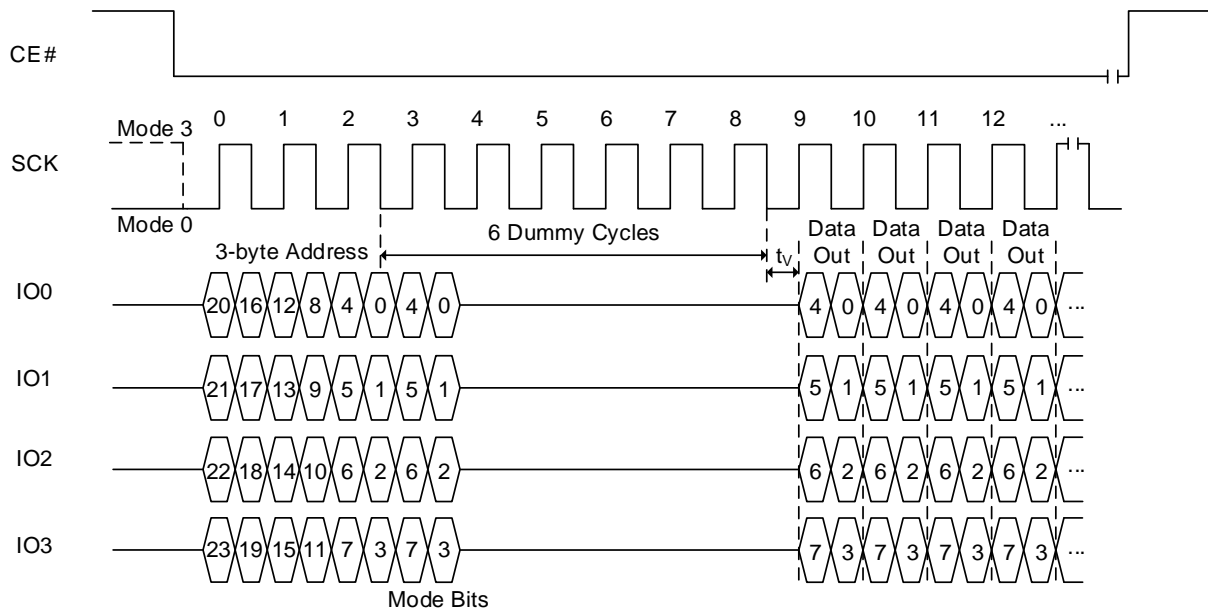 CE#
0 1 2 3 4 5 6 7 8 9 10 11 12 ...
Mode 3
SCK
Mode 0
6 Dummy Cycles
Data Out Data Out Data Out Data Out
3-byte Address
tV
IO0
20 16 12 8 4 0 4 0 4 0 4 0 4 0 4 0 ...
IO1
21 17 13 9 5 1 5 1 5 1 5 1 5 1 5 1 ...
IO2
22 18 14 10 6 2 6 2 6 2 6 2 6 2 6 2 ...
IO3
23 19 15 11 7 3 7 3 7 3 7 3 7 3 7 3 ...
Mode Bits